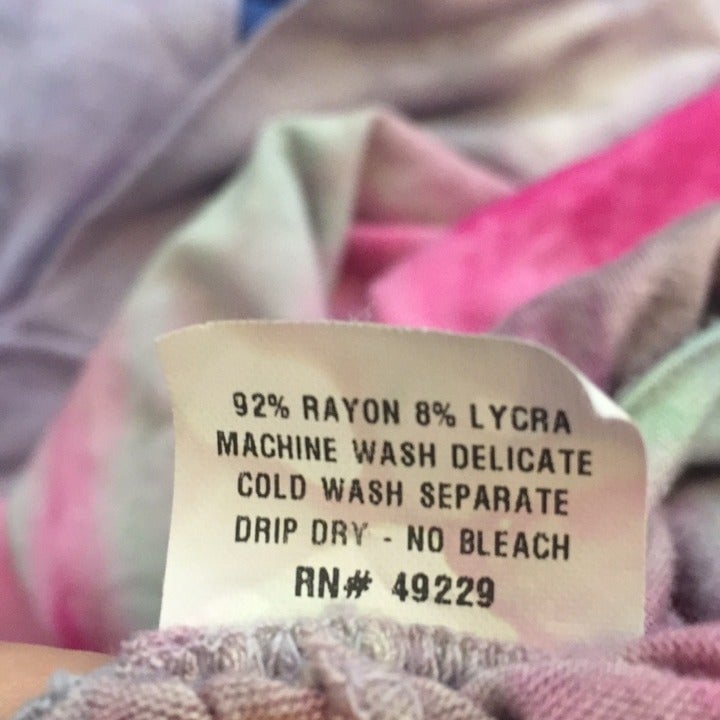 92% RAYON 8% LYCRA
MACHINE WASH DELICATE
COLD WASH SEPARATE
DRIP DRY - NO BLEACH
RN# 49229